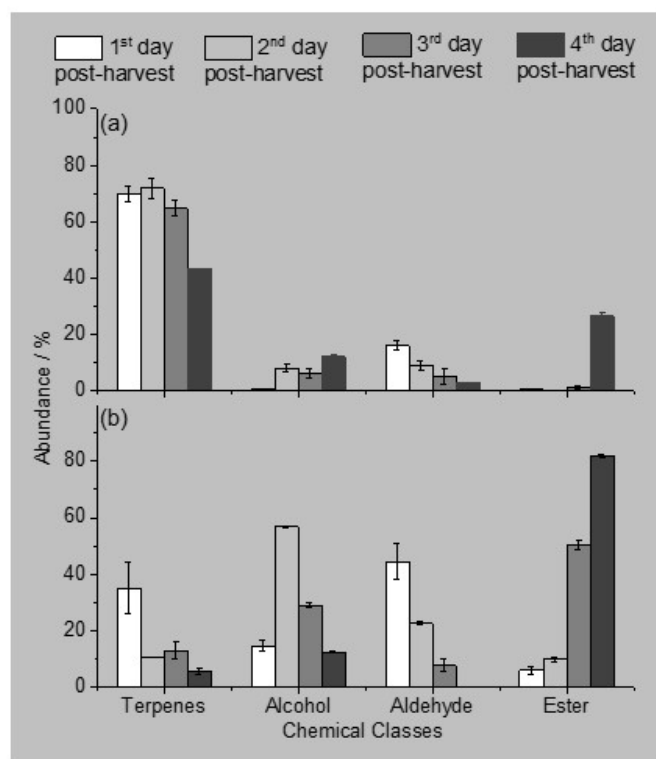 1st day 2nd day 3rd day 4th day
post-harvest post-harvest post-harvest post-harvest
100
(a)
80
60
40
20
0
Abundance / %
(b)
80
60
40
20
0
Terpenes Alcohol Aldehyde Ester
Chemical Classes